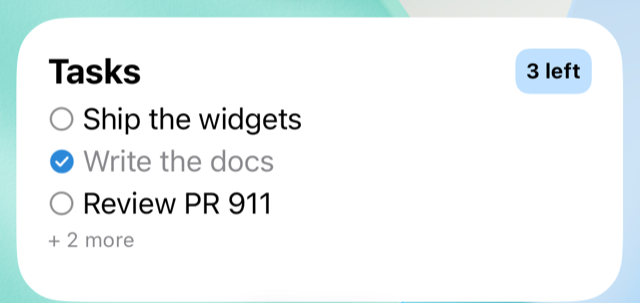 Tasks
3 left
Ship the widgets
Write the docs
Review PR 911
+ 2 more